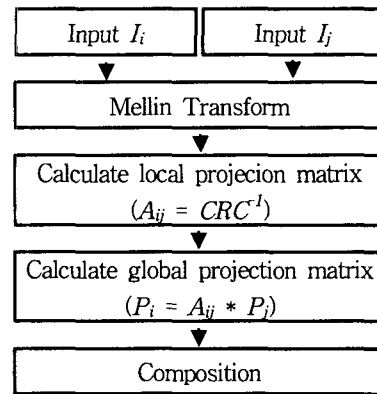 Input I_i Input I_j
Mellin Transform
Calculate local projecion matrix
(A_ij = CRC^-1)
Calculate global projection matrix
(P_i = A_ij * P_j)
Composition